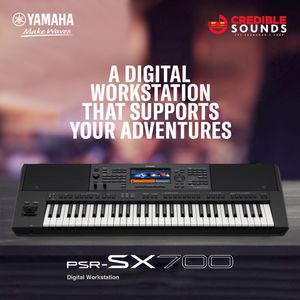 YAMAHA
Make Waves
CREDIBLE
SOUNDS
A DIGITAL
WORKSTATION
THAT SUPPORTS
YOUR ADVENTURES
PSR-SX700
Digital Workstation